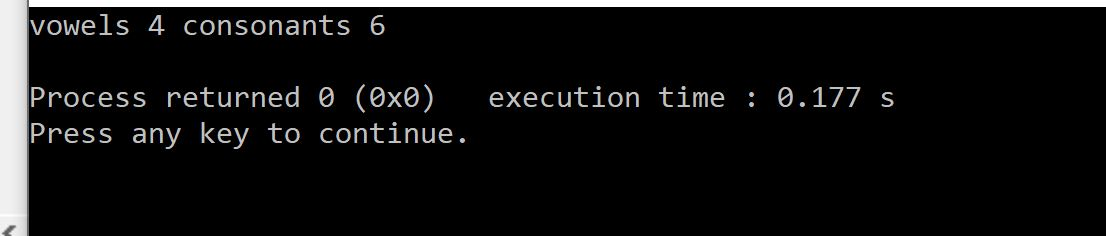 vowels 4 consonants 6
Process returned 0 (0x0)   execution time : 0.177 s
Press any key to continue.